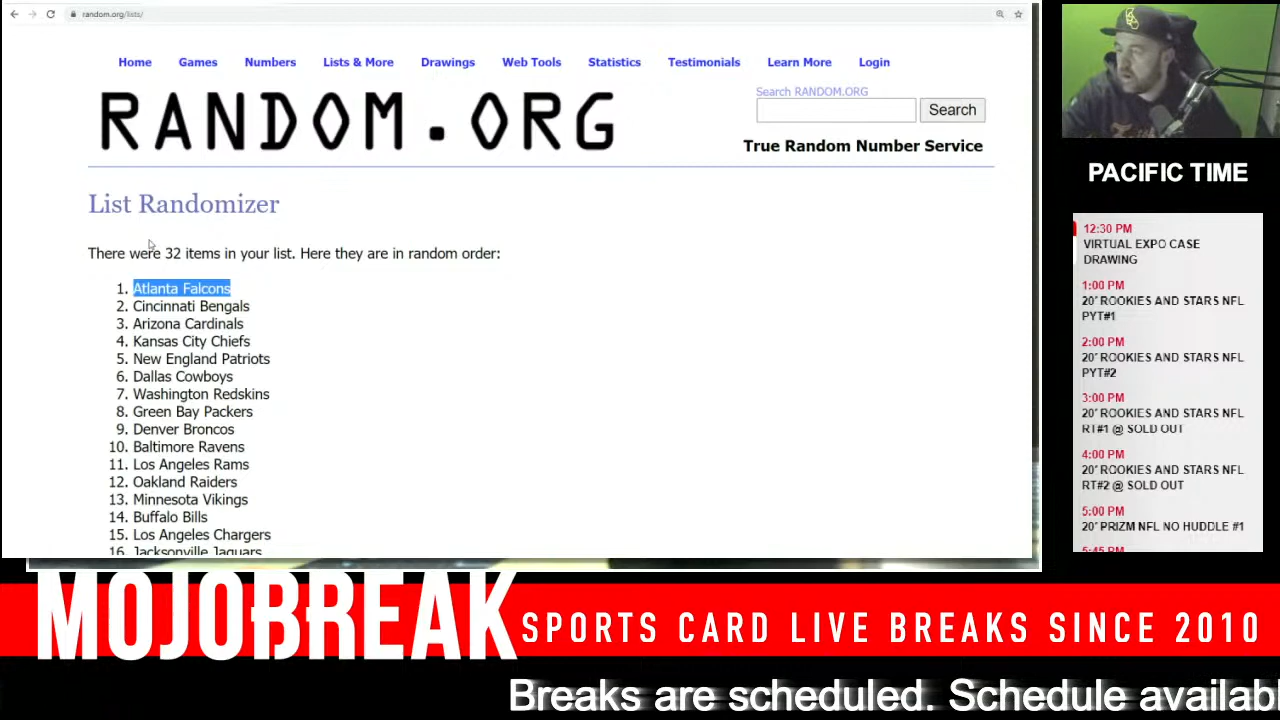 random.org/lists/
Home Games Numbers Lists & More Drawings Web Tools Statistics Testimonials Learn More Login
RANDOM.ORG
Search RANDOM.ORG
Search
True Random Number Service
List Randomizer
There were 32 items in your list. Here they are in random order:
1. Atlanta Falcons
2. Cincinnati Bengals
3. Arizona Cardinals
4. Kansas City Chiefs
5. New England Patriots
6. Dallas Cowboys
7. Washington Redskins
8. Green Bay Packers
9. Denver Broncos
10. Baltimore Ravens
11. Los Angeles Rams
12. Oakland Raiders
13. Minnesota Vikings
14. Buffalo Bills
15. Los Angeles Chargers
16. Jacksonville Jaguars
PACIFIC TIME
12:30 PM
VIRTUAL EXPO CASE
DRAWING
1:00 PM
20' ROOKIES AND STARS NFL
PYT#1
2:00 PM
20' ROOKIES AND STARS NFL
PYT#2
3:00 PM
20' ROOKIES AND STARS NFL
RT#1 @ SOLD OUT
4:00 PM
20' ROOKIES AND STARS NFL
RT#2 @ SOLD OUT
5:00 PM
20' PRIZM NFL NO HUDDLE #1
5:45 PM
MOJOBREAK
SPORTS CARD LIVE BREAKS SINCE 2010
Breaks are scheduled. Schedule availab